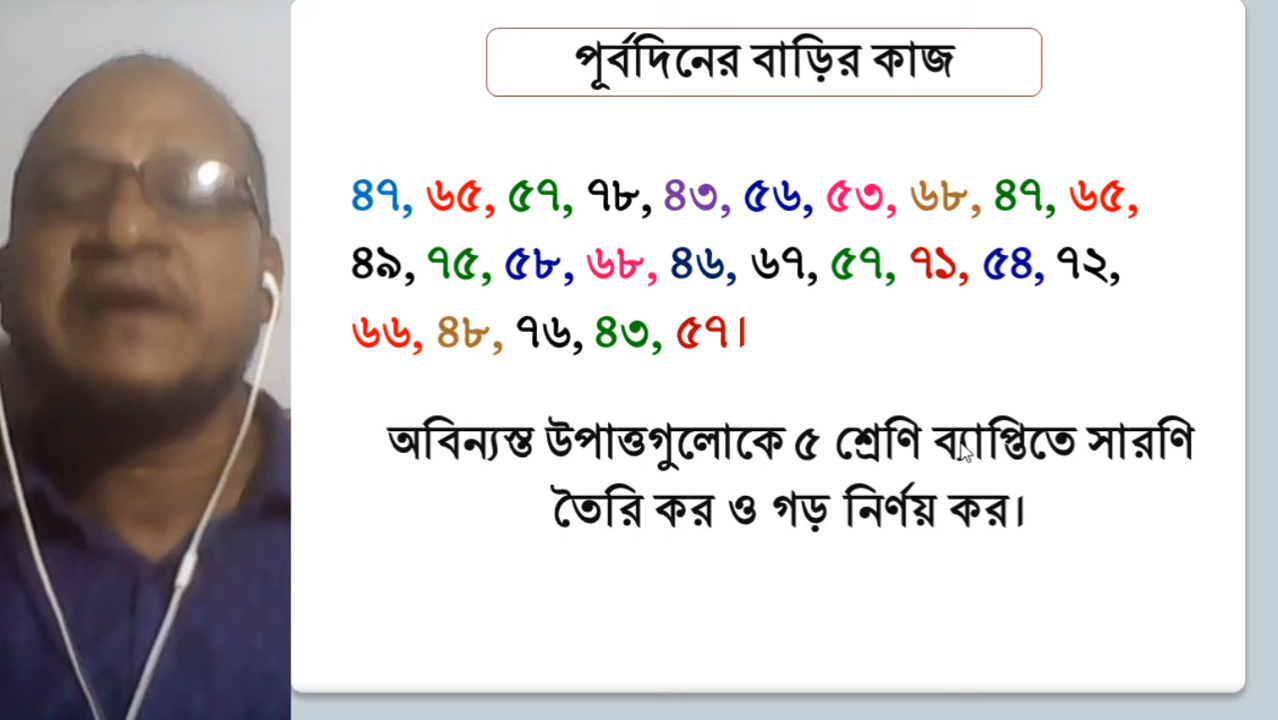 পূর্বদিনের বাড়ির কাজ
৪৭, ৬৫, ৫৭, ৭৮, ৪৩, ৫৬, ৫৩, ৬৮, ৪৭, ৬৫,
৪৯, ৭৫, ৫৮, ৬৮, ৪৬, ৬৭, ৫৭, ৭১, ৫৪, ৭২,
৬৬, ৪৮, ৭৬, ৪৩, ৫৭।
অবিন্যস্ত উপাত্তগুলোকে ৫ শ্রেণি ব্যাপ্তিতে সারণি
তৈরি কর ও গড় নির্ণয় কর।